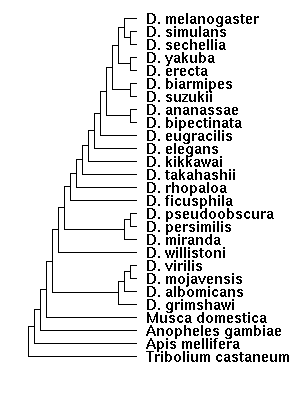 D. melanogaster
D. simulans
D. sechellia
D. yakuba
D. erecta
D. biarmipes
D. suzukii
D. ananassae
D. bipectinata
D. eugracilis
D. elegans
D. kikkawai
D. takahashii
D. rhopaloa
D. ficusphila
D. pseudoobscura
D. persimilis
D. miranda
D. willistoni
D. virilis
D. mojavensis
D. albomicans
D. grimshawi
Musca domestica
Anopheles gambiae
Apis mellifera
Tribolium castaneum